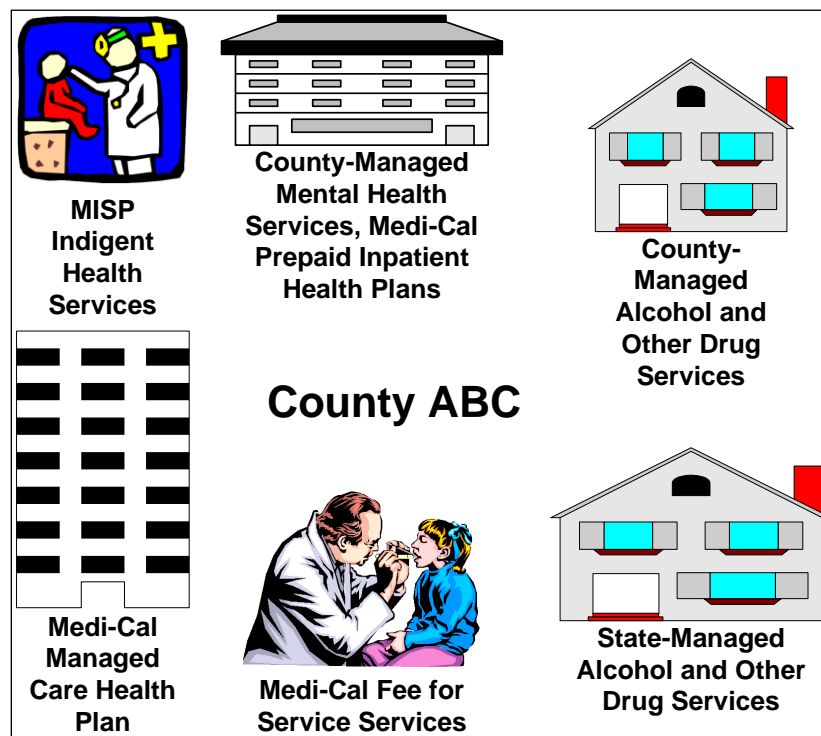 MISP
Indigent
Health
Services
County-Managed
Mental Health
Services, Medi-Cal
Prepaid Inpatient
Health Plans
County-
Managed
Alcohol and
Other Drug
Services
County ABC
Medi-Cal
Managed
Care Health
Plan
Medi-Cal Fee for
Service Services
State-Managed
Alcohol and Other
Drug Services